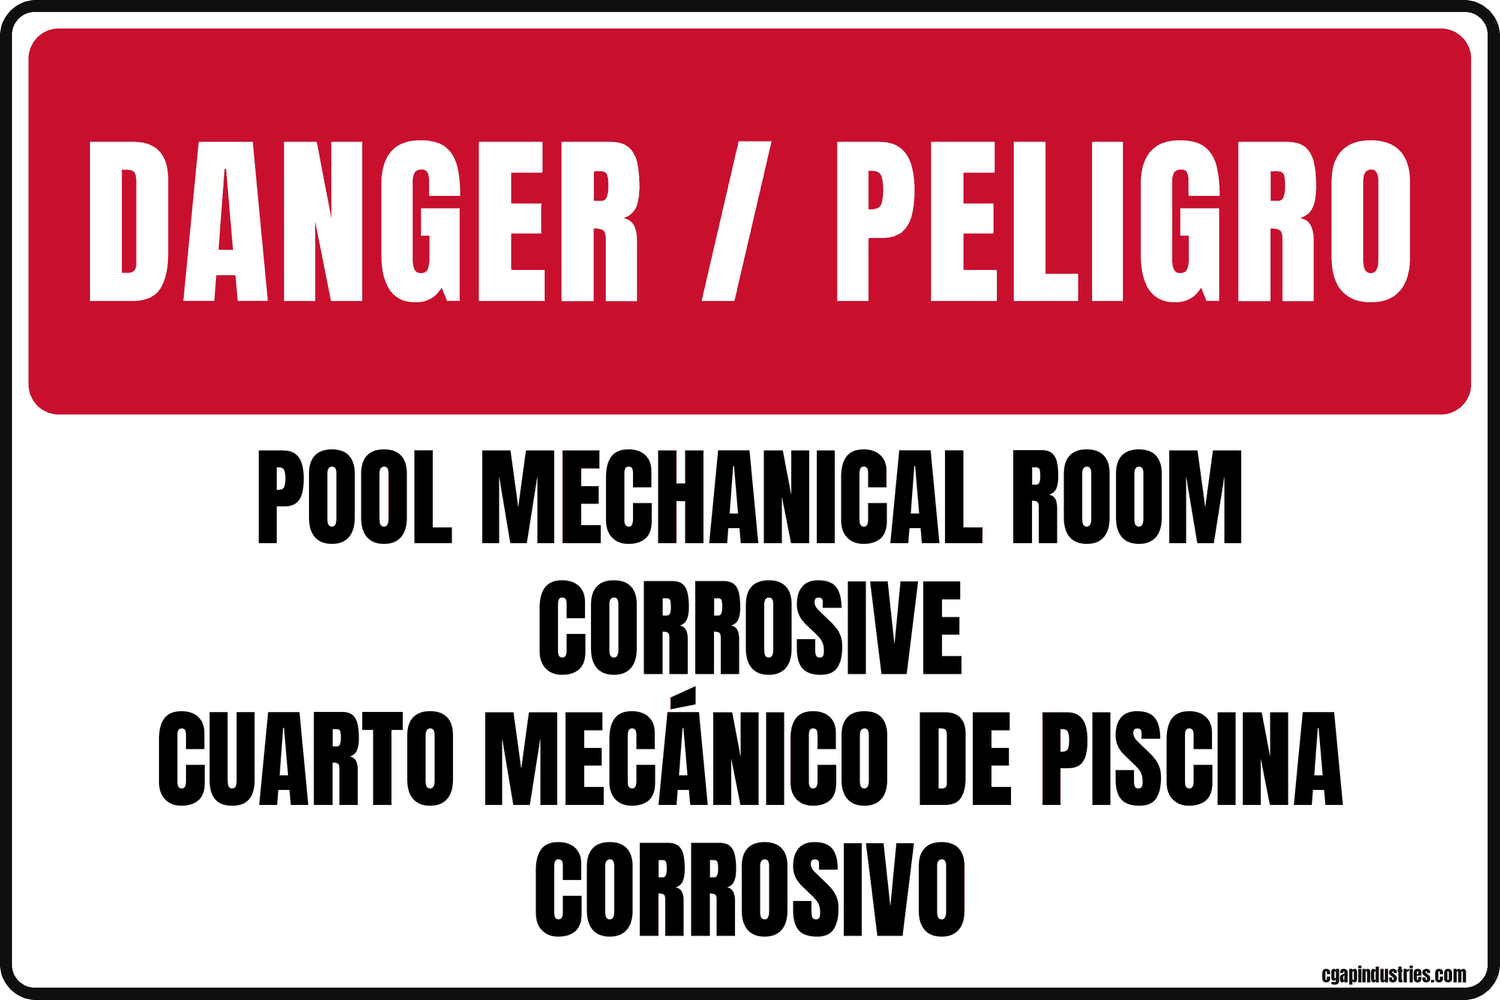 DANGER / PELIGRO
POOL MECHANICAL ROOM
CORROSIVE
CUARTO MECÁNICO DE PISCINA
CORROSIVO
cgapindustries.com